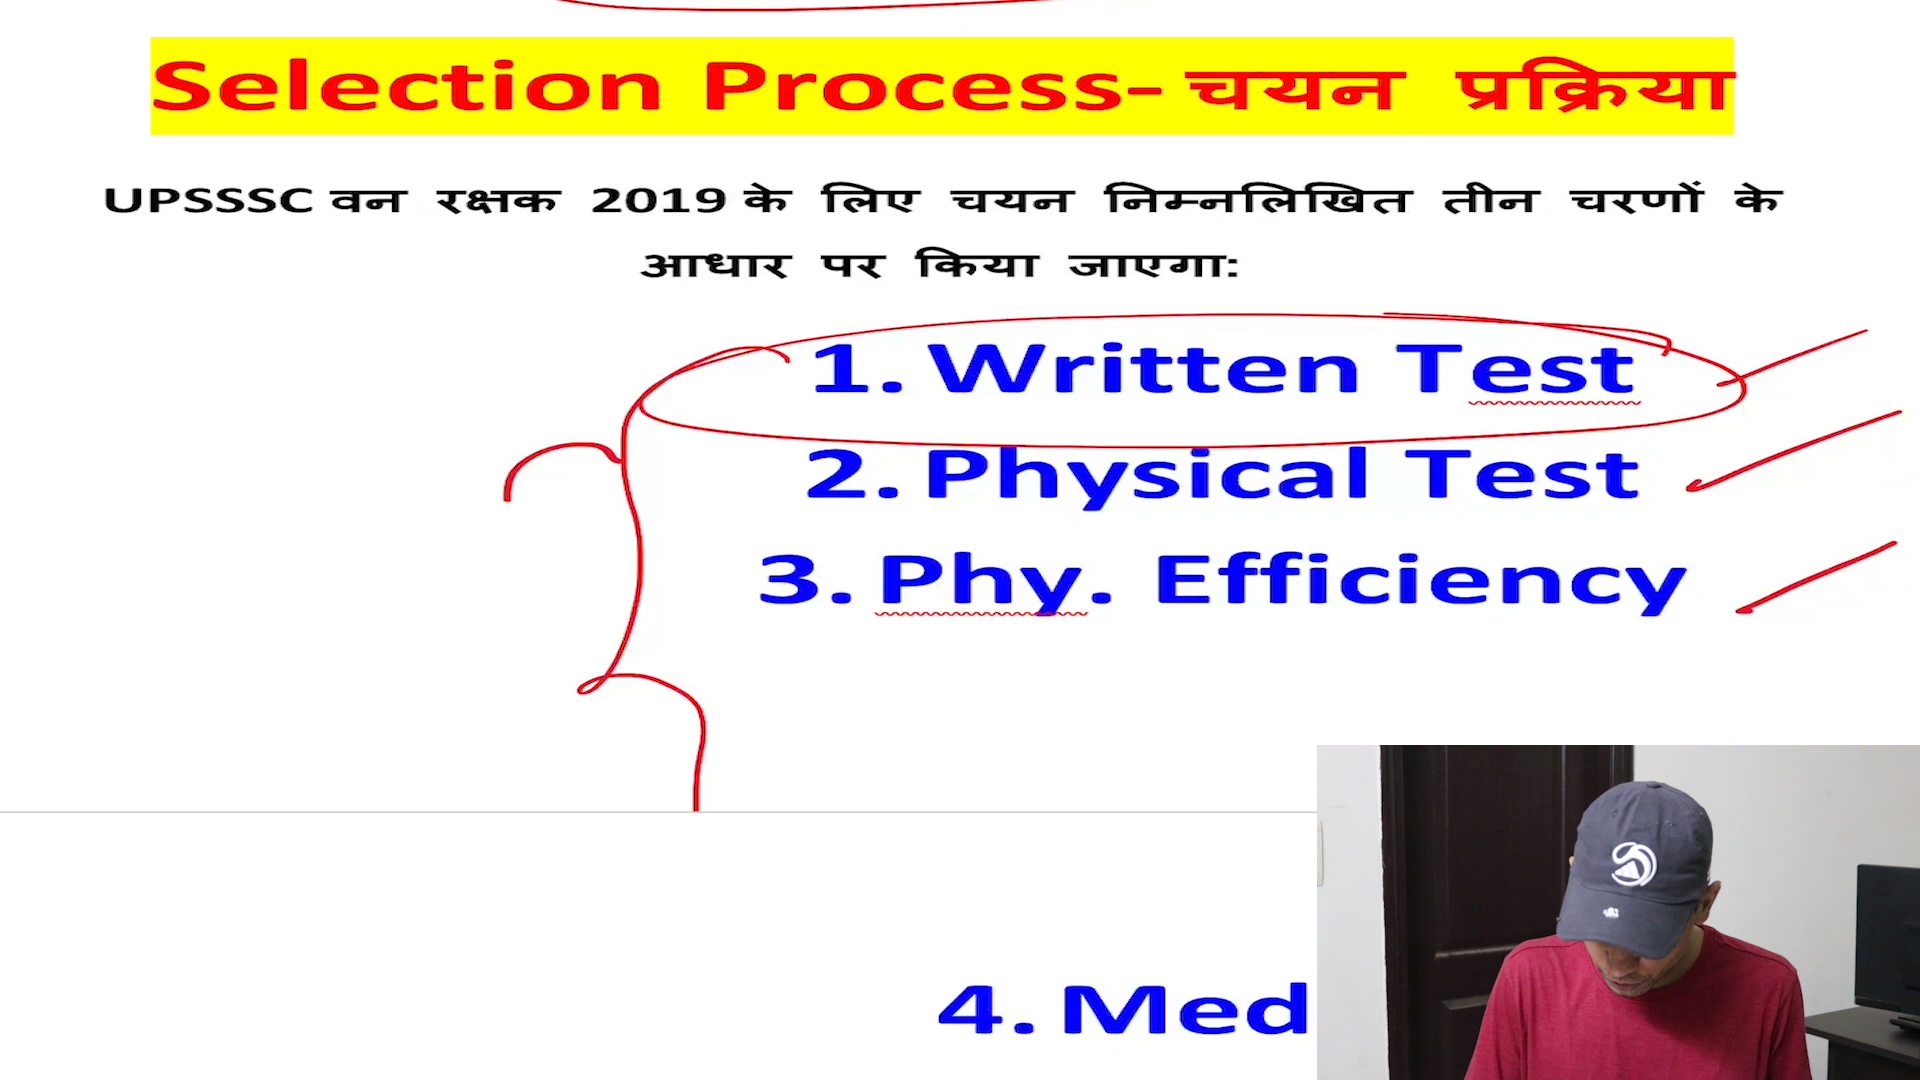 Selection Process- चयन प्रक्रिया
UPSSSC वन रक्षक 2019 के लिए चयन निम्नलिखित तीन चरणों के
आधार पर किया जाएगा:
1. Written Test
2. Physical Test
3. Phy. Efficiency
4. Med